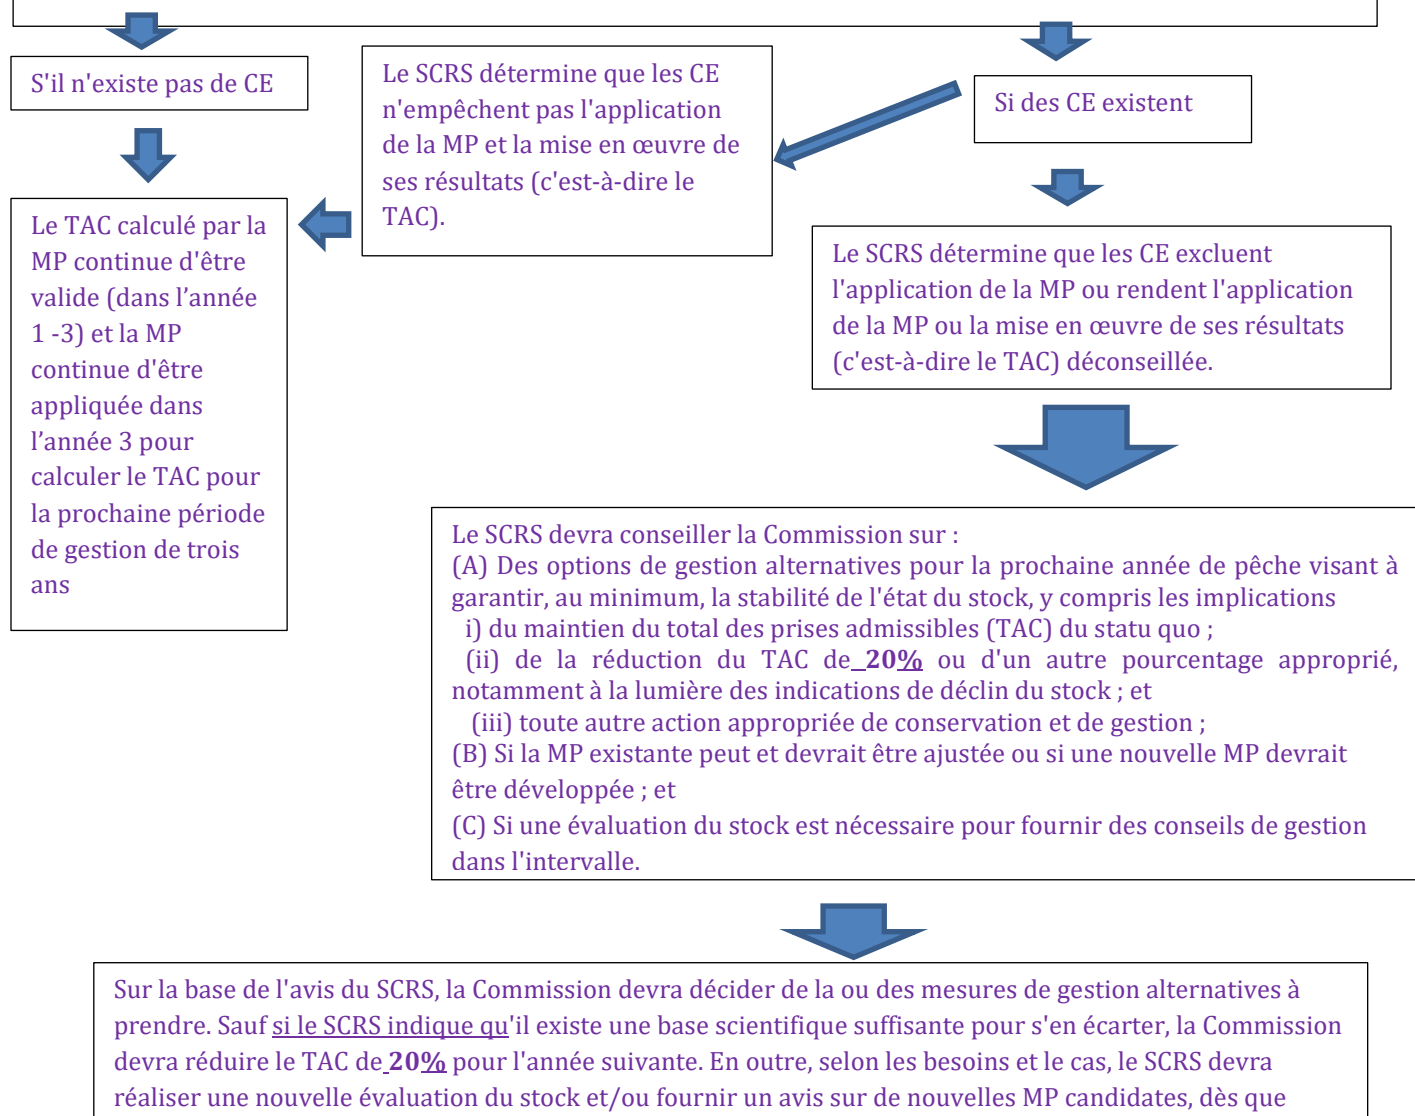 S'il n'existe pas de CE
Le SCRS détermine que les CE
n'empêchent pas l'application
de la MP et la mise en œuvre de
ses résultats (c'est-à-dire le
TAC).
Si des CE existent
Le TAC calculé par la
MP continue d'être
valide (dans l’année
1 -3) et la MP
continue d'être
appliquée dans
l’année 3 pour
calculer le TAC pour
la prochaine période
de gestion de trois
ans
Le SCRS détermine que les CE excluent
l'application de la MP ou rendent l'application
de la MP ou la mise en œuvre de ses résultats
(c'est-à-dire le TAC) déconseillée.
Le SCRS devra conseiller la Commission sur :
(A) Des options de gestion alternatives pour la prochaine année de pêche visant à
garantir, au minimum, la stabilité de l'état du stock, y compris les implications
i) du maintien du total des prises admissibles (TAC) du statu quo ;
(ii) de la réduction du TAC de 20% ou d'un autre pourcentage approprié,
notamment à la lumière des indications de déclin du stock ; et
(iii) toute autre action appropriée de conservation et de gestion ;
(B) Si la MP existante peut et devrait être ajustée ou si une nouvelle MP devrait
être développée ; et
(C) Si une évaluation du stock est nécessaire pour fournir des conseils de gestion
dans l'intervalle.
Sur la base de l'avis du SCRS, la Commission devra décider de la ou des mesures de gestion alternatives à
prendre. Sauf si le SCRS indique qu'il existe une base scientifique suffisante pour s'en écarter, la Commission
devra réduire le TAC de 20% pour l'année suivante. En outre, selon les besoins et le cas, le SCRS devra
réaliser une nouvelle évaluation du stock et/ou fournir un avis sur de nouvelles MP candidates, dès que